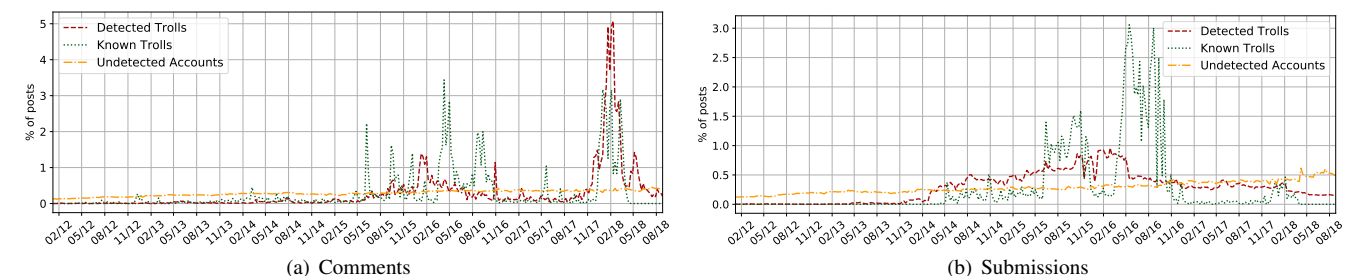 5
4
3
2
1
0
% of posts
Detected Trolls
Known Trolls
Undetected Accounts
02/12 05/12 08/12 11/12 02/13 05/13 08/13 11/13 02/14 05/14 08/14 11/14 02/15 05/15 08/15 11/15 02/16 05/16 08/16 11/16 02/17 05/17 08/17 11/17 02/18 05/18 08/18
(a) Comments
3.0
2.5
2.0
1.5
1.0
0.5
0.0
% of posts
Detected Trolls
Known Trolls
Undetected Accounts
02/12 05/12 08/12 11/12 02/13 05/13 08/13 11/13 02/14 05/14 08/14 11/14 02/15 05/15 08/15 11/15 02/16 05/16 08/16 11/16 02/17 05/17 08/17 11/17 02/18 05/18 08/18
(b) Submissions